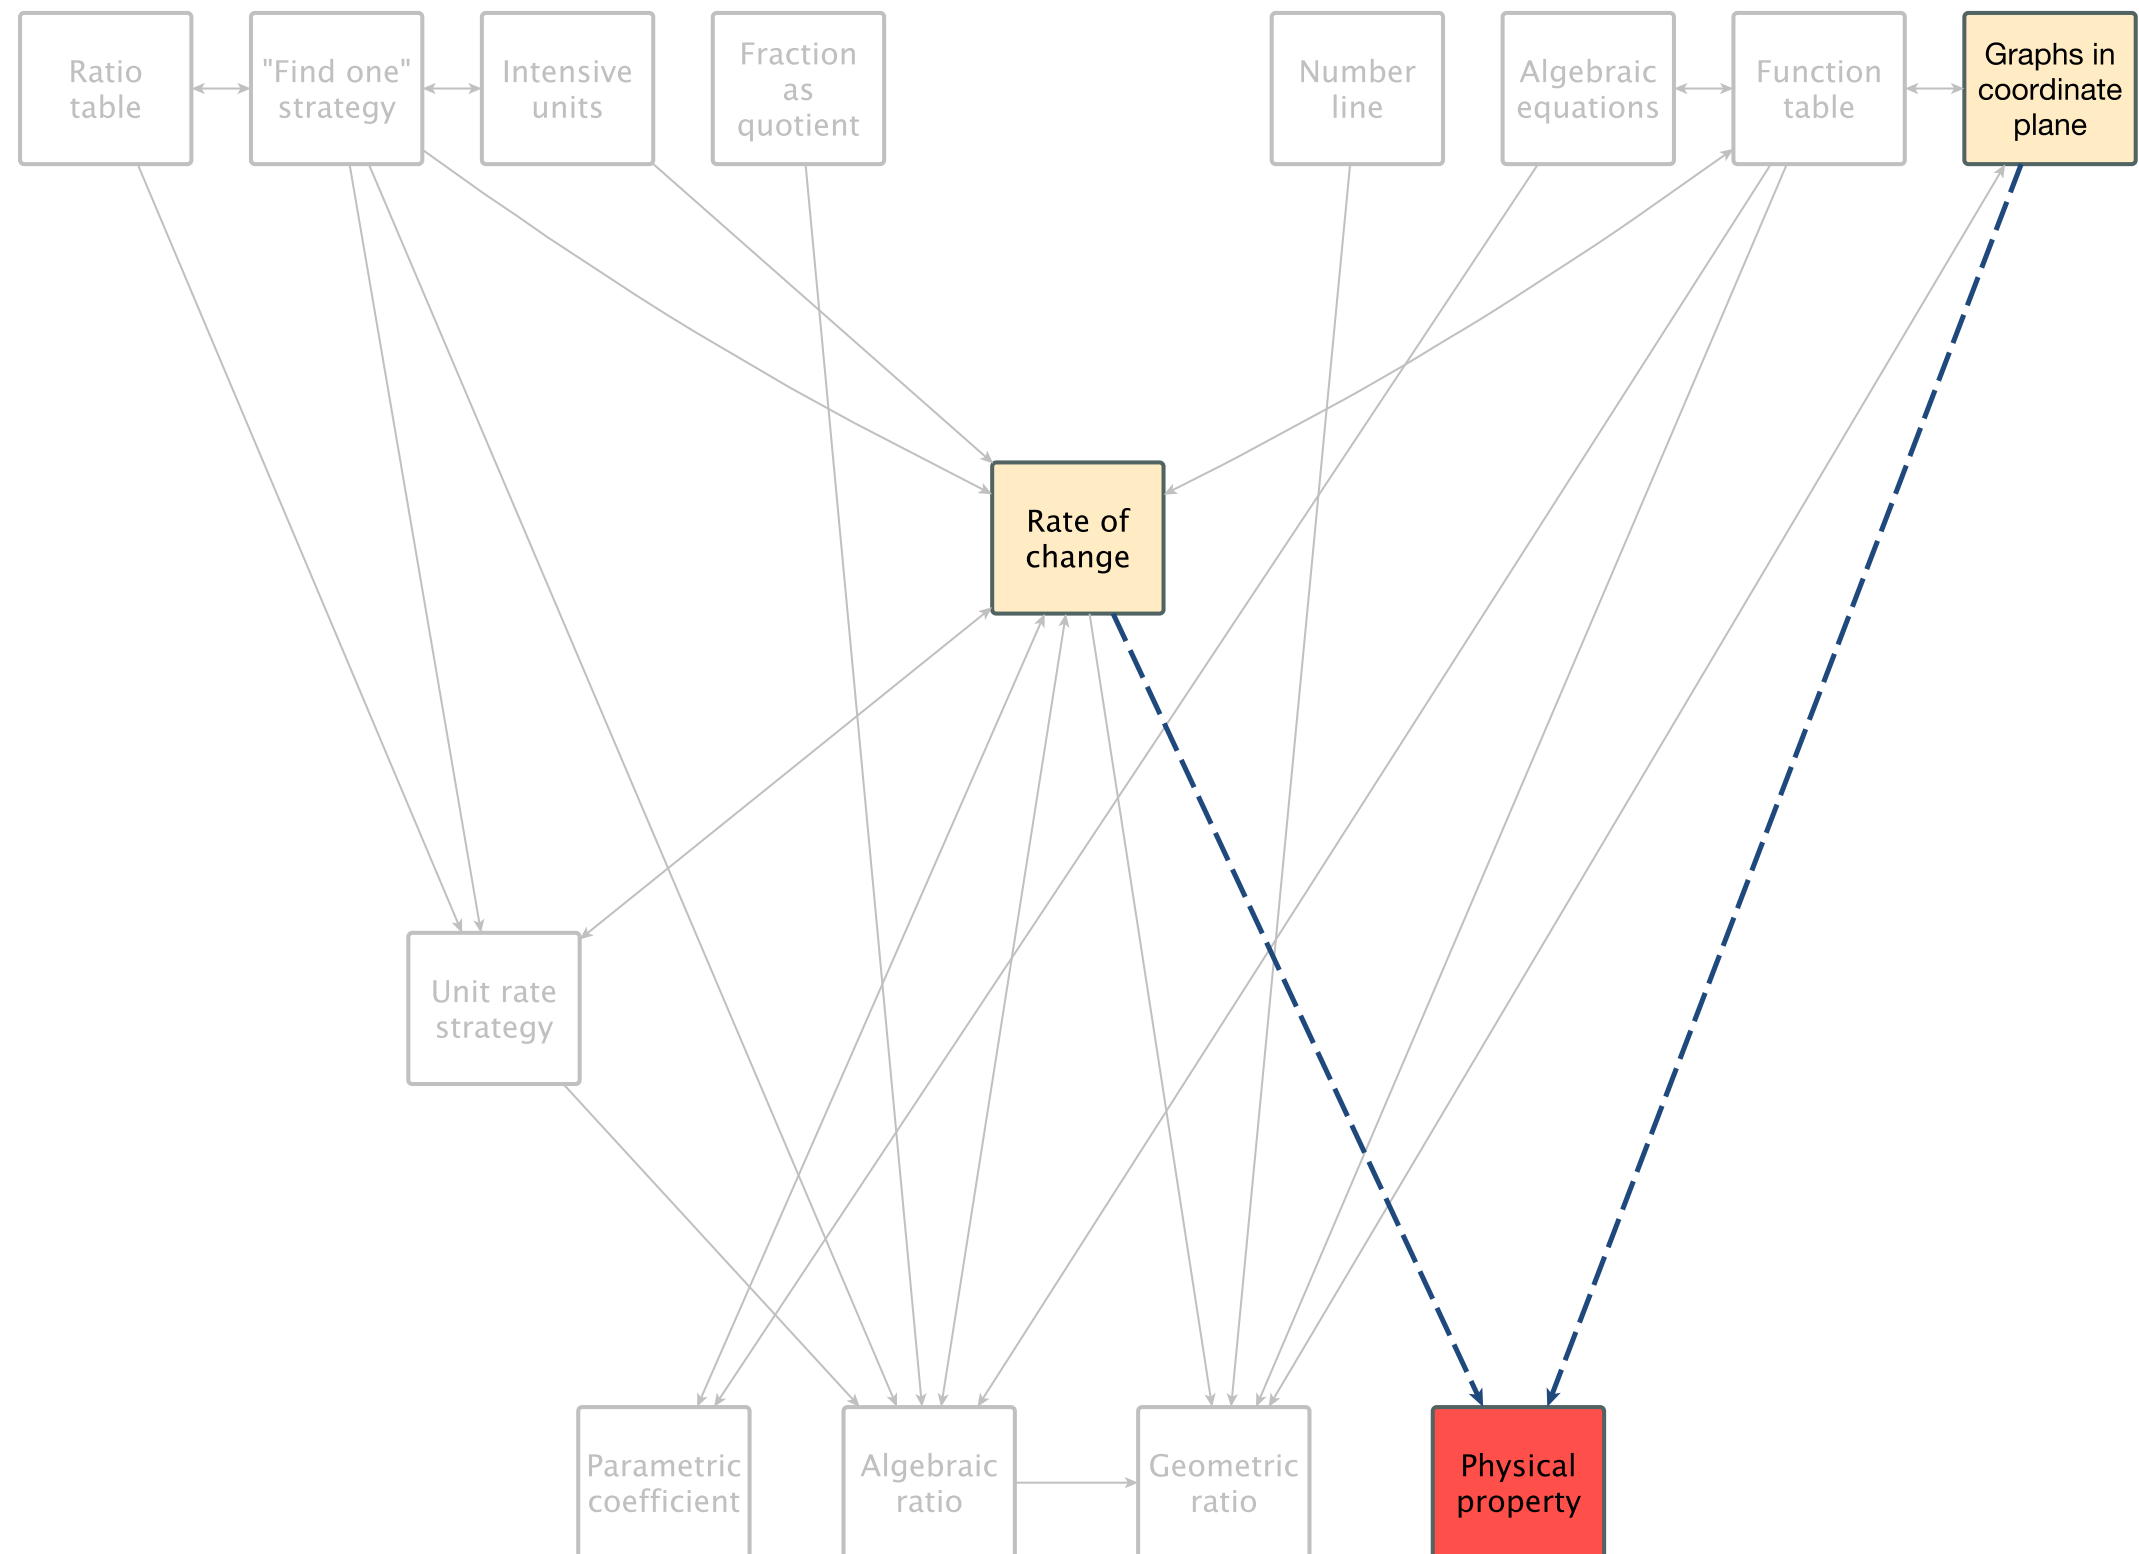 Ratio
table
"Find one"
strategy
Intensive
units
Fraction
as
quotient
Number
line
Algebraic
equations
Function
table
Graphs in
coordinate
plane
Rate of
change
Unit rate
strategy
Parametric
coefficient
Algebraic
ratio
Geometric
ratio
Physical
property